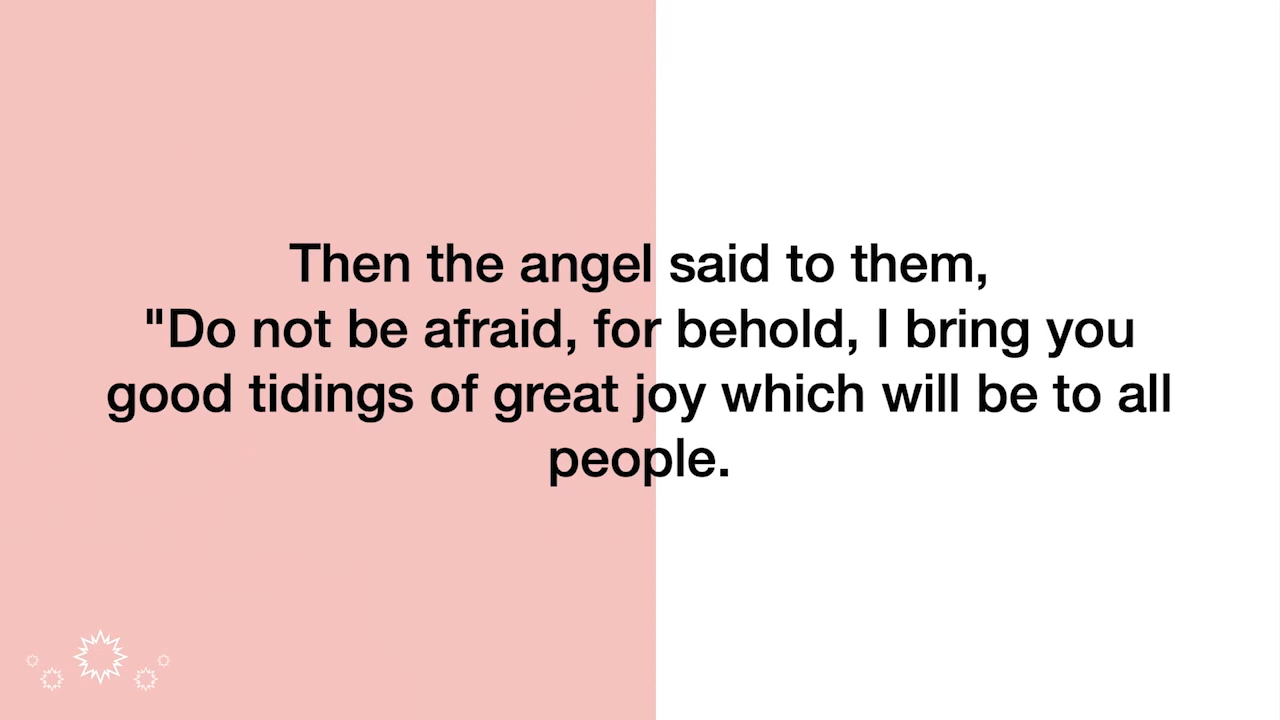 Then the angel said to them,
"Do not be afraid, for behold, I bring you
good tidings of great joy which will be to all
people.